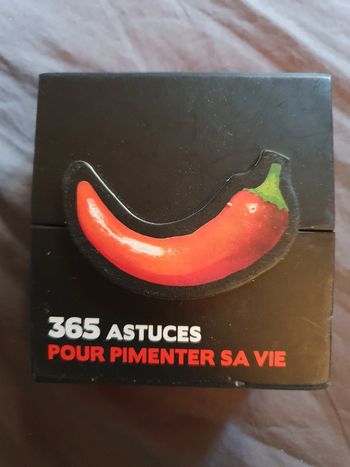 365 ASTUCES
POUR PIMENTER SA VIE